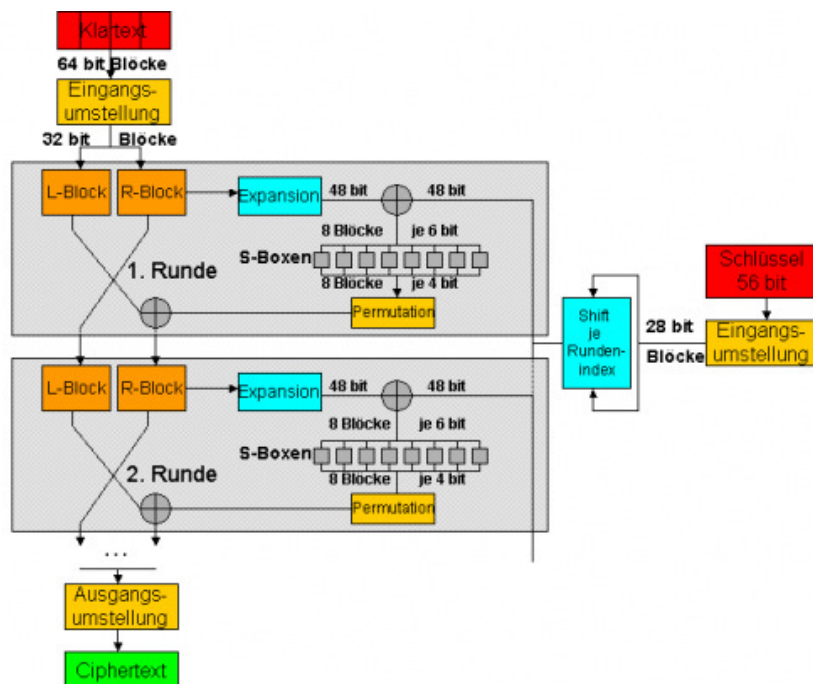 Klartext
64 bit Blöcke
Eingangs-
umstellung
32 bit Blöcke
L-Block
R-Block
Expansion
48 bit
48 bit
8 Blöcke je 6 bit
S-Boxen
8 Blöcke je 4 bit
1. Runde
Permutation
L-Block
R-Block
Expansion
48 bit
48 bit
8 Blöcke je 6 bit
S-Boxen
8 Blöcke je 4 bit
2. Runde
Permutation
...
Ausgangs-
umstellung
Ciphertext
Schlüssel
56 bit
Eingangs-
umstellung
28 bit
Blöcke
Shift
je
Runden-
index